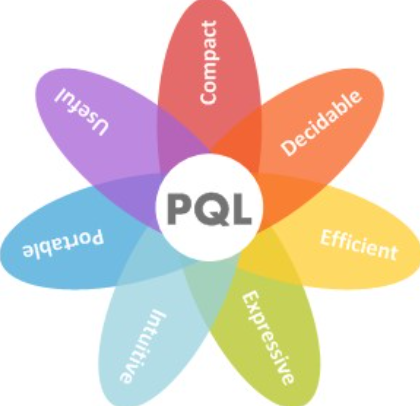 Compact
Decidable
Efficient
Expressive
Intuitive
Portable
Useful
PQL